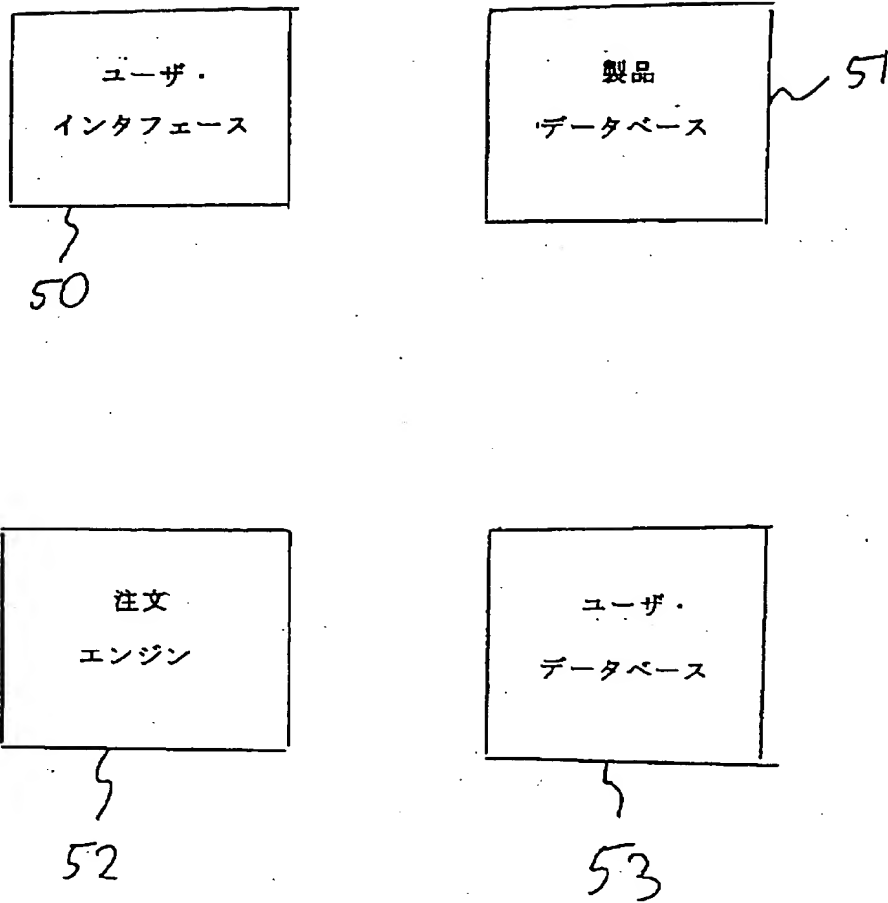 ユーザ・
インタフェース
50
製品
データベース
51
注文
エンジン
52
ユーザ・
データベース
53